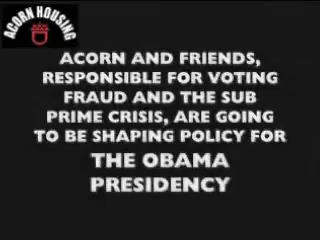 ACORN HOUSING
ACORN AND FRIENDS,
RESPONSIBLE FOR VOTING
FRAUD AND THE SUB
PRIME CRISIS, ARE GOING
TO BE SHAPING POLICY FOR
THE OBAMA
PRESIDENCY